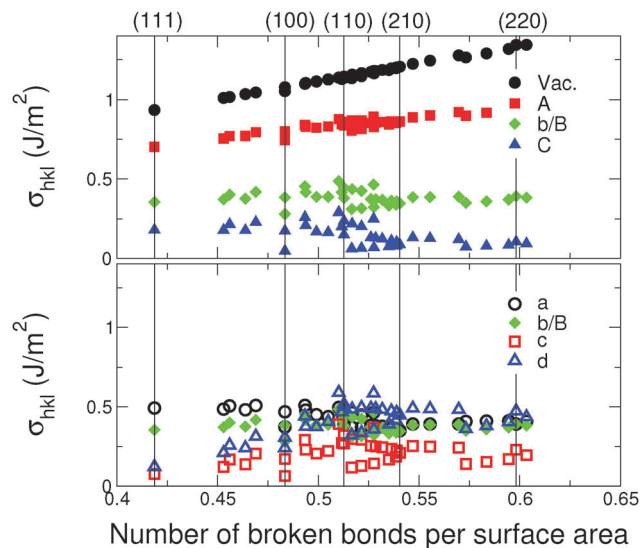 (111) (100) (110) (210) (220)
1
0.5
0
σhkl (J/m²)
Vac.
A
b/B
C
1
0.5
0
σhkl (J/m²)
a
b/B
c
d
0.4 0.45 0.5 0.55 0.6 0.65
Number of broken bonds per surface area